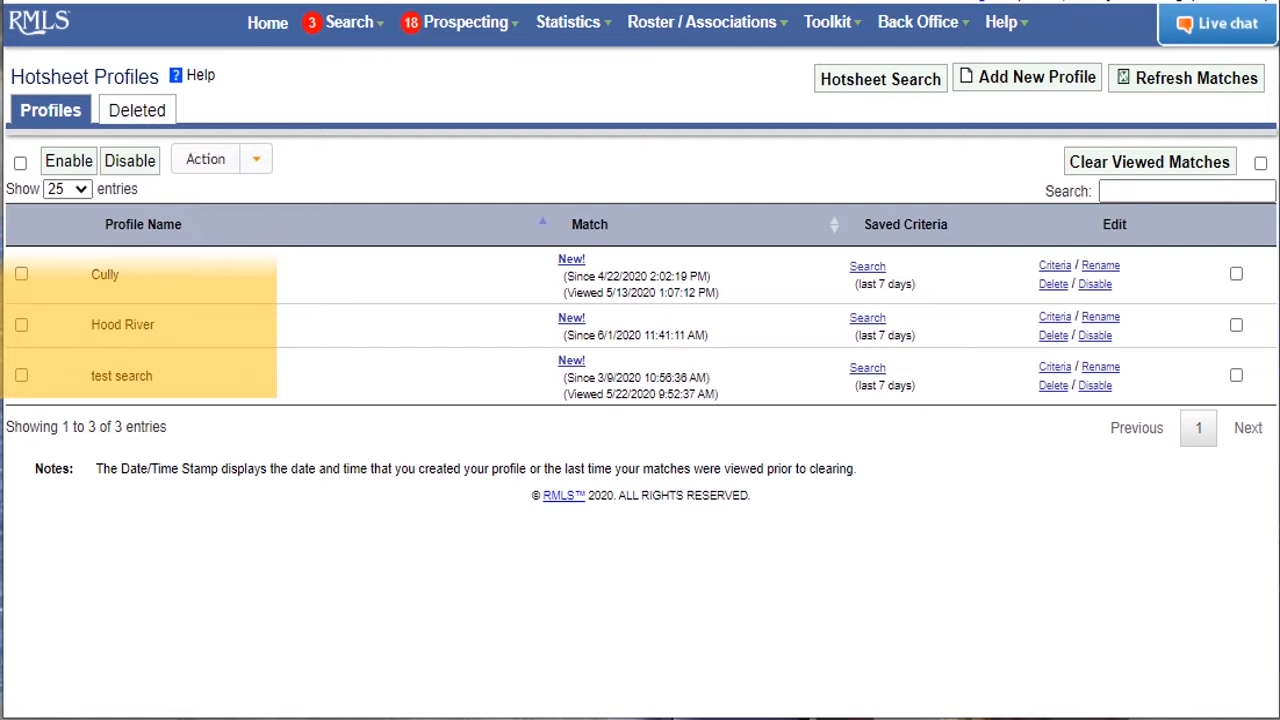 RMLS
Home 3 Search 18 Prospecting Statistics Roster / Associations Toolkit Back Office Help Live chat
Hotsheet Profiles ? Help
Hotsheet Search Add New Profile Refresh Matches
Profiles Deleted
Enable Disable Action Clear Viewed Matches
Show 25 entries Search:
Profile Name Match Saved Criteria Edit
Cully
New!
(Since 4/22/2020 2:02:19 PM)
(Viewed 5/13/2020 1:07:12 PM)
Search
(last 7 days)
Criteria / Rename
Delete / Disable
Hood River
New!
(Since 6/1/2020 11:41:11 AM)
Search
(last 7 days)
Criteria / Rename
Delete / Disable
test search
New!
(Since 3/9/2020 10:56:36 AM)
(Viewed 5/22/2020 9:52:37 AM)
Search
(last 7 days)
Criteria / Rename
Delete / Disable
Showing 1 to 3 of 3 entries
Previous 1 Next
Notes: The Date/Time Stamp displays the date and time that you created your profile or the last time your matches were viewed prior to clearing.
© RMLS™ 2020. ALL RIGHTS RESERVED.